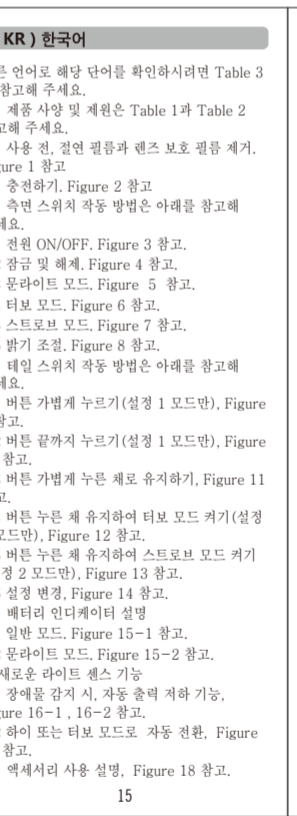 KR ) 한국어
언어로 해당 단어를 확인하시려면 Table 3
참고해 주세요.
제품 사양 및 제원은 Table 1과 Table 2
고해 주세요.
사용 전, 절연 필름과 렌즈 보호 필름 제거.
ure 1 참고
충전하기. Figure 2 참고
측면 스위치 작동 방법은 아래를 참고해
세요.
전원 ON/OFF. Figure 3 참고.
잠금 및 해제. Figure 4 참고.
문라이트 모드. Figure 5 참고.
터보 모드. Figure 6 참고.
스트로브 모드. Figure 7 참고.
밝기 조절. Figure 8 참고.
테일 스위치 작동 방법은 아래를 참고해
세요.
버튼 가볍게 누르기(설정 1 모드만), Figure
참고.
버튼 끝까지 누르기(설정 1 모드만), Figure
참고.
버튼 가볍게 누른 채로 유지하기, Figure 11
고.
버튼 누른 채 유지하여 터보 모드 켜기(설정
모드만), Figure 12 참고.
버튼 누른 채 유지하여 스트로브 모드 켜기
정 2 모드만), Figure 13 참고.
설정 변경, Figure 14 참고.
배터리 인디케이터 설명
일반 모드. Figure 15-1 참고.
문라이트 모드. Figure 15-2 참고.
새로운 라이트 센스 기능
장애물 감지 시, 자동 출력 저하 기능,
ure 16-1 , 16-2 참고.
하이 또는 터보 모드로 자동 전환, Figure
참고.
액세서리 사용 설명, Figure 18 참고.
15